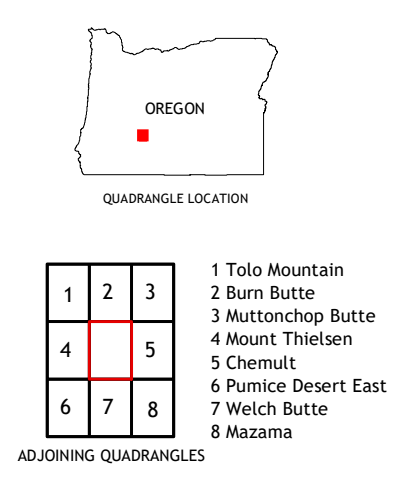 OREGON
QUADRANGLE LOCATION
1 2 3
4 5
6 7 8
1 Tolo Mountain
2 Burn Butte
3 Muttonchop Butte
4 Mount Thielsen
5 Chemult
6 Pumice Desert East
7 Welch Butte
8 Mazama
ADJOINING QUADRANGLES